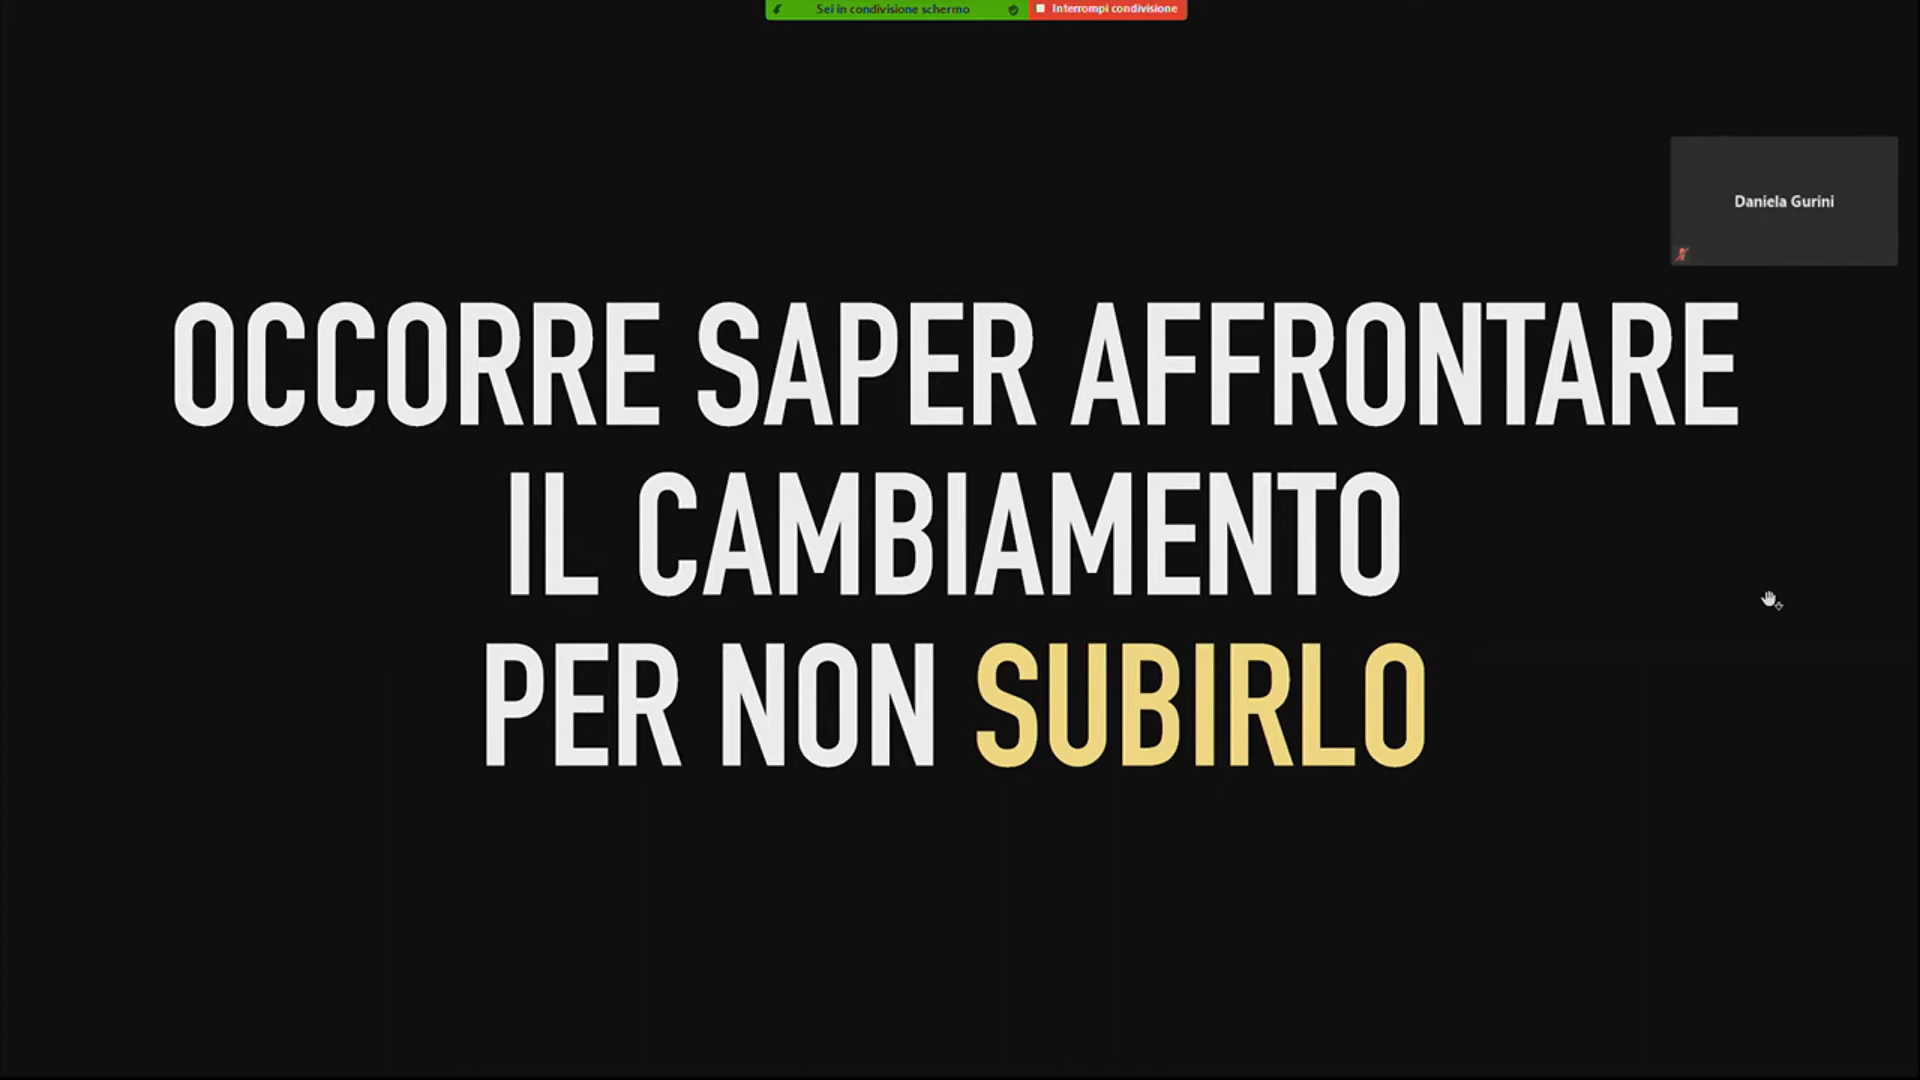 Sei in condivisione schermo
Interrompi condivisione
Daniela Gurini
OCCORRE SAPER AFFRONTARE
IL CAMBIAMENTO
PER NON SUBIRLO